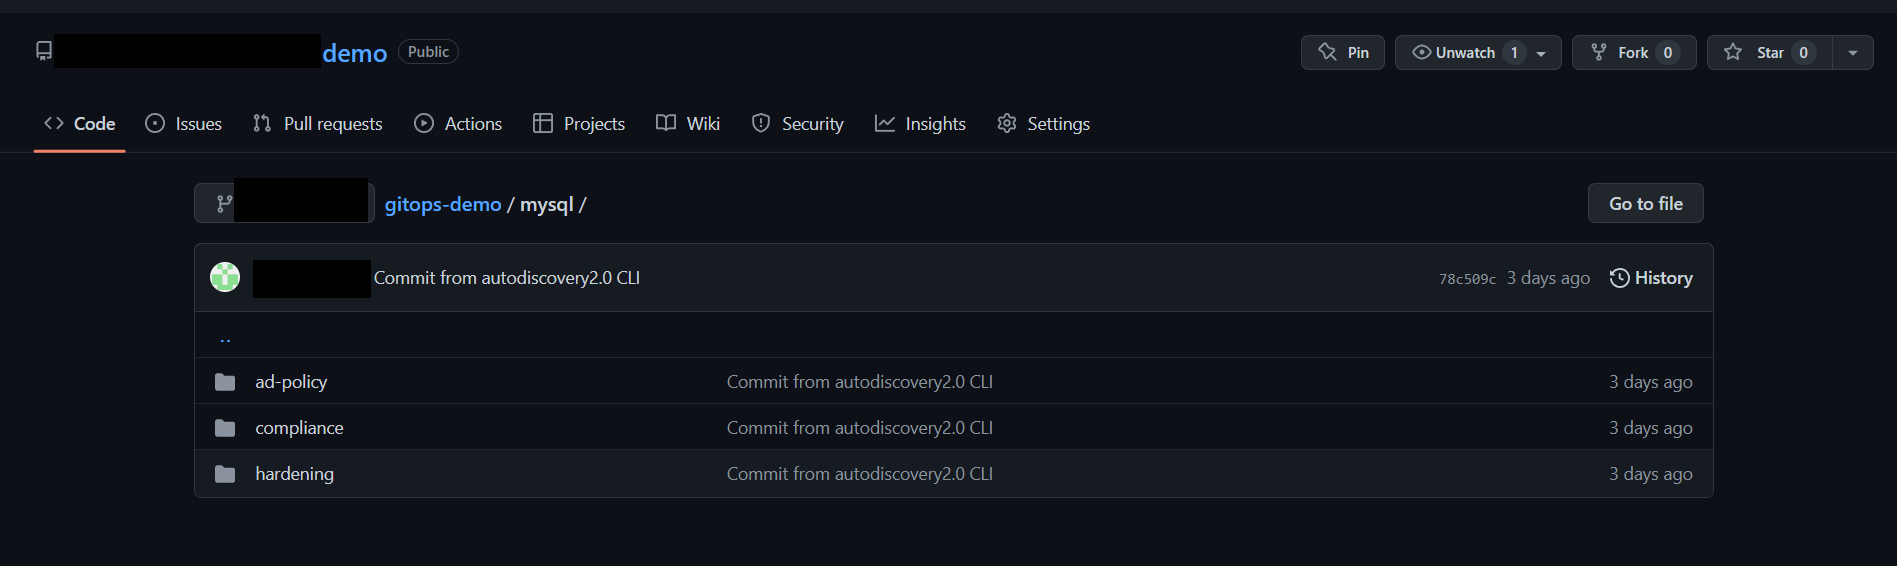 demo Public Pin Unwatch 1 Fork 0 Star 0
Code Issues Pull requests Actions Projects Wiki Security Insights Settings
gitops-demo / mysql / Go to file
Commit from autodiscovery2.0 CLI 78c509c 3 days ago History
..
ad-policy Commit from autodiscovery2.0 CLI 3 days ago
compliance Commit from autodiscovery2.0 CLI 3 days ago
hardening Commit from autodiscovery2.0 CLI 3 days ago